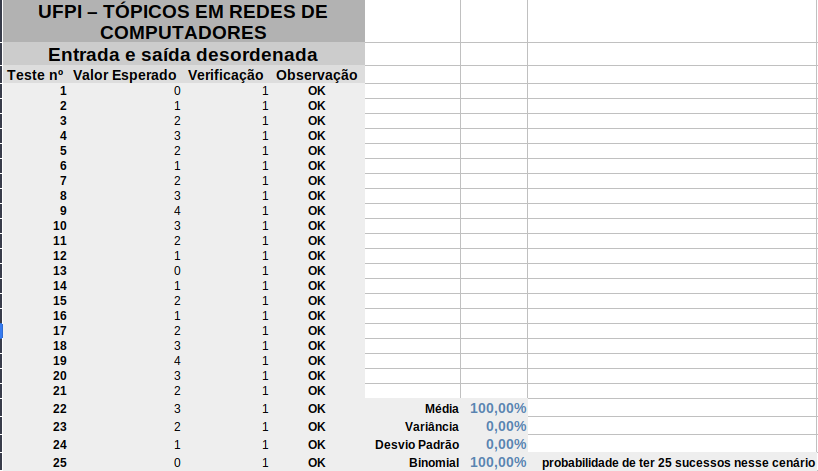 UFPI – TÓPICOS EM REDES DE
COMPUTADORES
Entrada e saída desordenada
Teste nº Valor Esperado Verificação Observação
1 0 1 OK
2 1 1 OK
3 2 1 OK
4 3 1 OK
5 2 1 OK
6 1 1 OK
7 2 1 OK
8 3 1 OK
9 4 1 OK
10 3 1 OK
11 2 1 OK
12 1 1 OK
13 0 1 OK
14 1 1 OK
15 2 1 OK
16 1 1 OK
17 2 1 OK
18 3 1 OK
19 4 1 OK
20 3 1 OK
21 2 1 OK
22 3 1 OK Média 100,00%
23 2 1 OK Variância 0,00%
24 1 1 OK Desvio Padrão 0,00%
25 0 1 OK Binomial 100,00% probabilidade de ter 25 sucessos nesse cenário